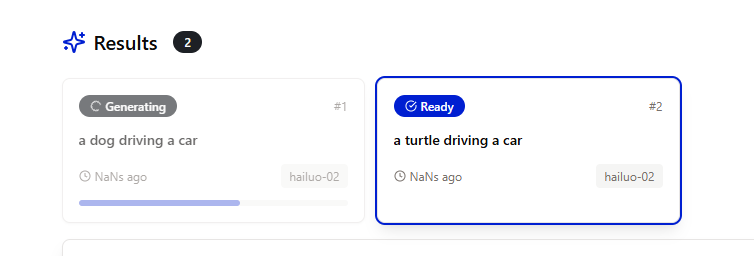 Results 2
Generating #1
a dog driving a car
NaNs ago hailuo-02
Ready #2
a turtle driving a car
NaNs ago hailuo-02